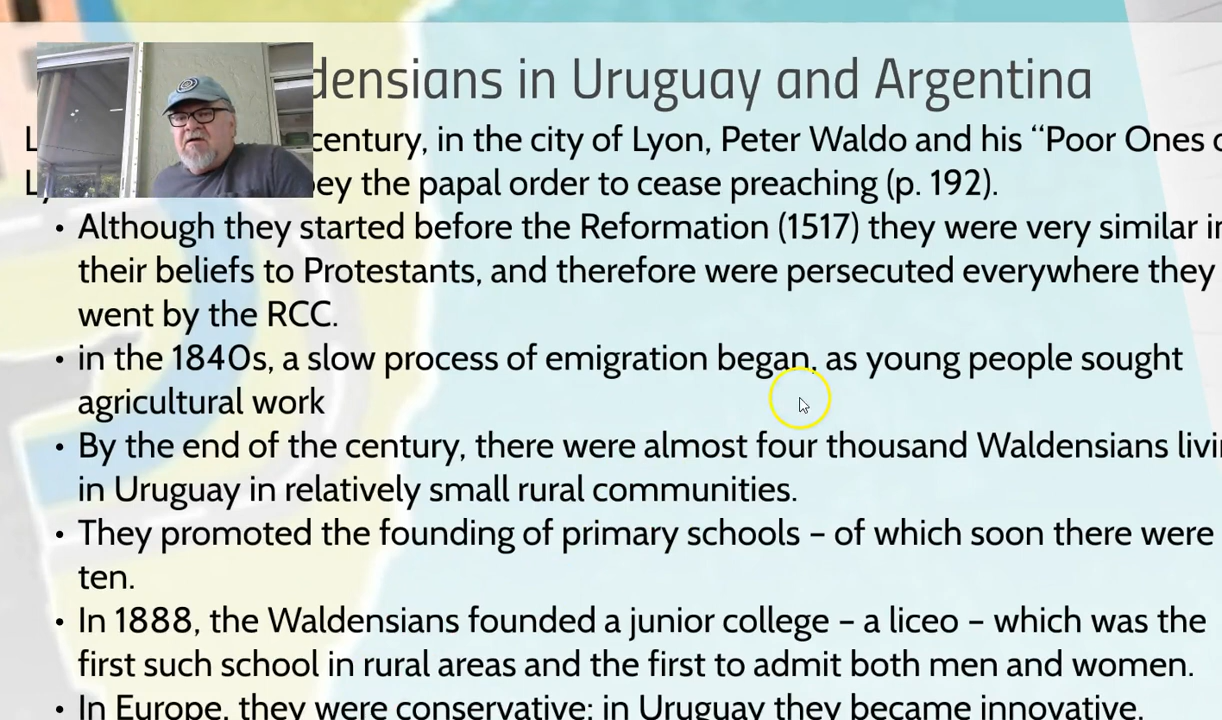 densians in Uruguay and Argentina
century, in the city of Lyon, Peter Waldo and his “Poor Ones
ey the papal order to cease preaching (p. 192).
• Although they started before the Reformation (1517) they were very similar in
their beliefs to Protestants, and therefore were persecuted everywhere they
went by the RCC.
• in the 1840s, a slow process of emigration began, as young people sought
agricultural work
• By the end of the century, there were almost four thousand Waldensians livi
in Uruguay in relatively small rural communities.
• They promoted the founding of primary schools – of which soon there were
ten.
• In 1888, the Waldensians founded a junior college – a liceo – which was the
first such school in rural areas and the first to admit both men and women.
• In Europe, they were conservative; in Uruguay they became innovative.